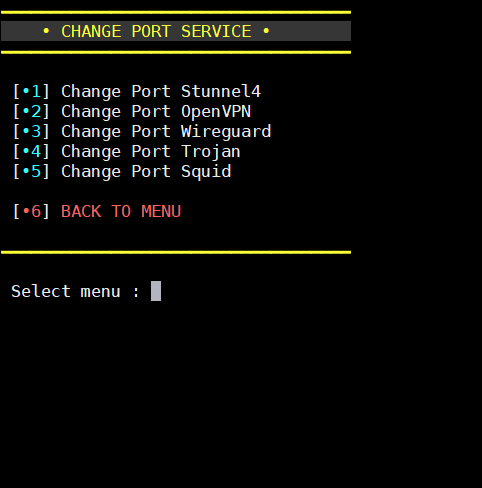 • CHANGE PORT SERVICE •
[•1] Change Port Stunnel4
[•2] Change Port OpenVPN
[•3] Change Port Wireguard
[•4] Change Port Trojan
[•5] Change Port Squid
[•6] BACK TO MENU
Select menu :